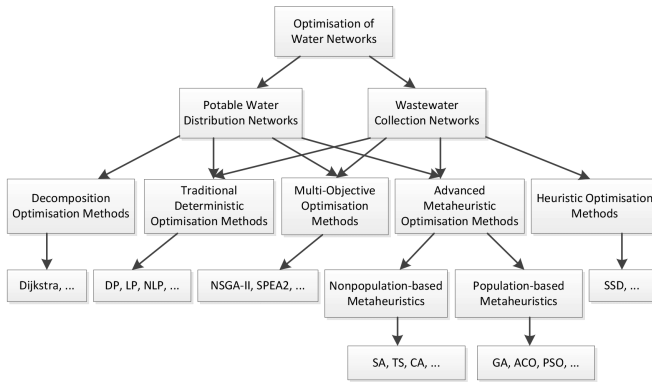 Optimisation of
Water Networks
Potable Water
Distribution Networks
Wastewater
Collection Networks
Decomposition
Optimisation Methods
Traditional
Deterministic
Optimisation Methods
Multi-Objective
Optimisation
Methods
Advanced
Metaheuristic
Optimisation Methods
Heuristic Optimisation
Methods
Dijkstra, ...
DP, LP, NLP, ...
NSGA-II, SPEA2, ...
Nonpopulation-based
Metaheuristics
Population-based
Metaheuristics
SSD, ...
SA, TS, CA, ...
GA, ACO, PSO, ...